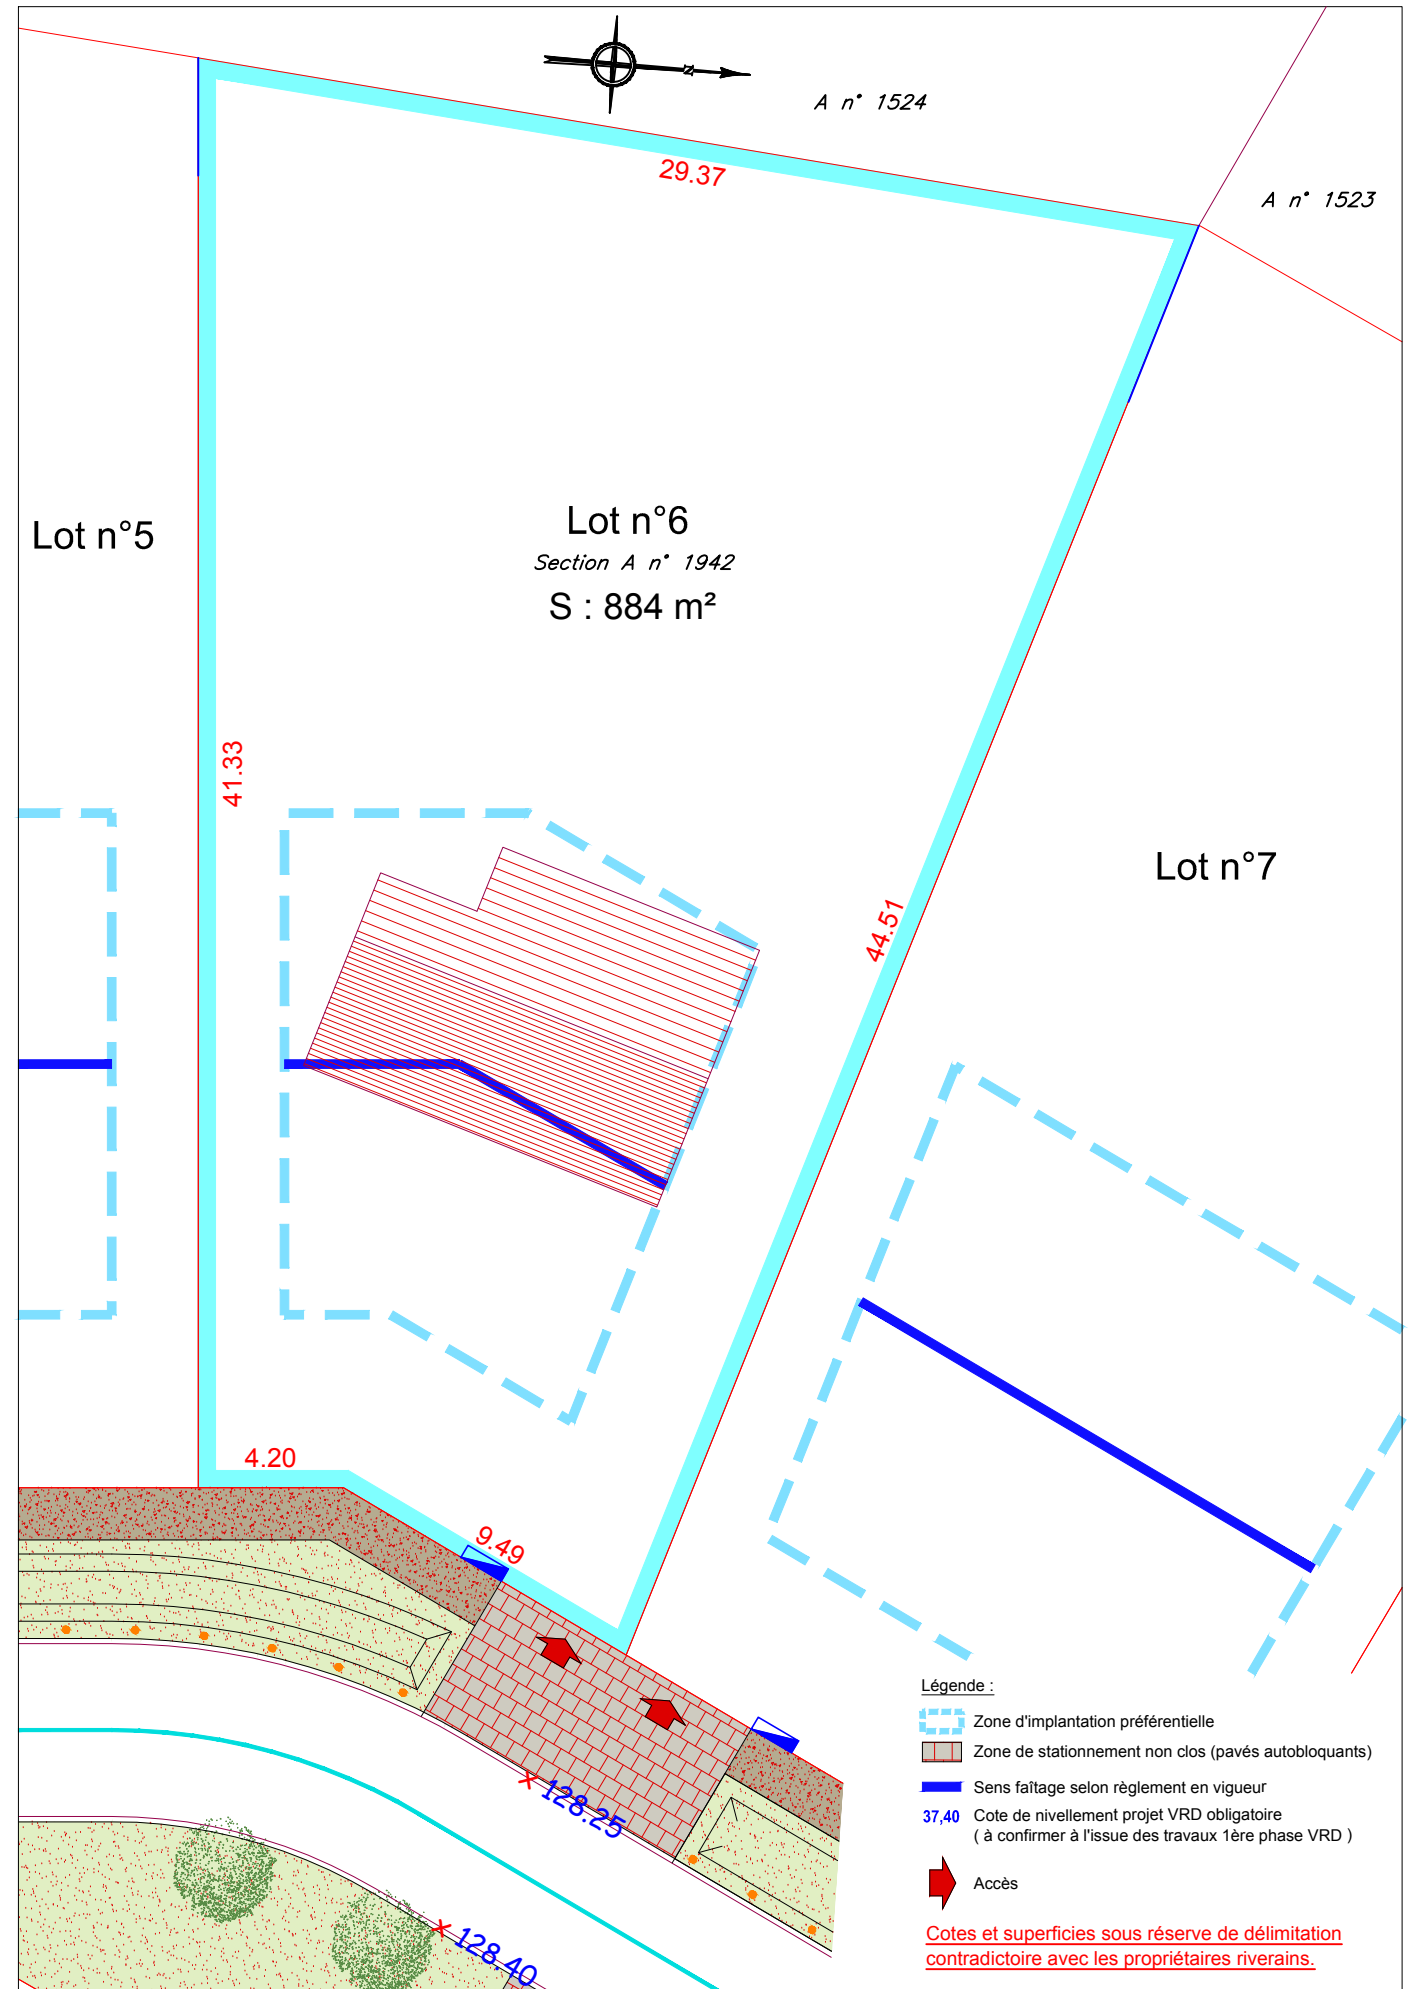 N
A n° 1524
29.37
A n° 1523
Lot n°5
Lot n°6
Section A n° 1942
S : 884 m²
41.33
Lot n°7
44.51
4.20
9.49
128.25
128.40
Légende :
Zone d'implantation préférentielle
Zone de stationnement non clos (pavés autobloquants)
Sens faîtage selon règlement en vigueur
37,40 Cote de nivellement projet VRD obligatoire
( à confirmer à l'issue des travaux 1ère phase VRD )
Accès
Cotes et superficies sous réserve de délimitation
contradictoire avec les propriétaires riverains.